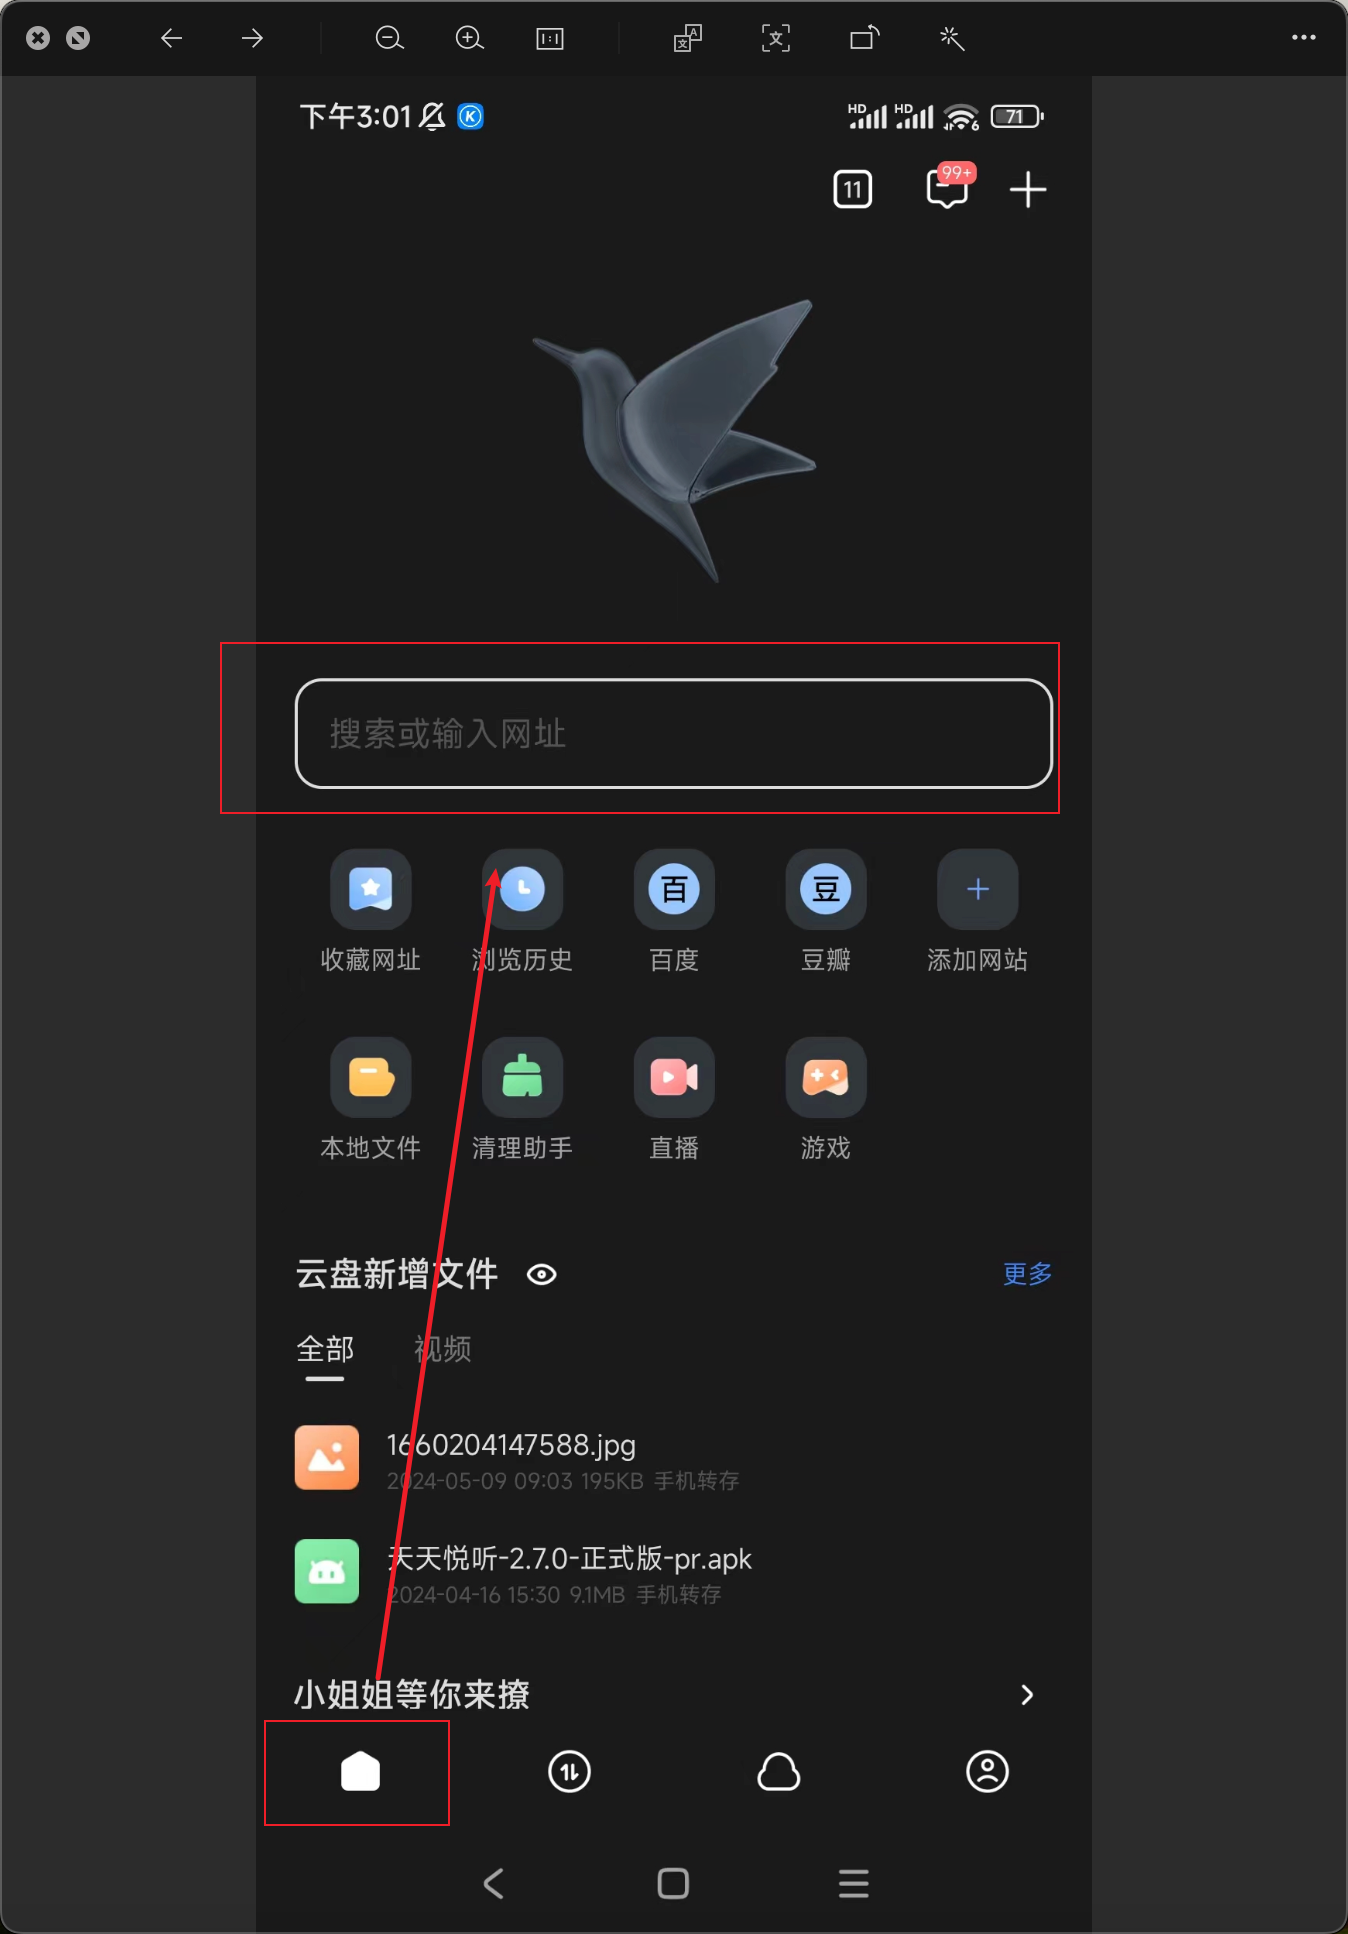 下午3:01
HD HD 6 71
11 99+
搜索或输入网址
百 豆
收藏网址 浏览历史 百度 豆瓣 添加网站
本地文件 清理助手 直播 游戏
云盘新增文件 更多
全部 视频
1660204147588.jpg
2024-05-09 09:03 195KB 手机转存
天天悦听-2.7.0-正式版-pr.apk
2024-04-16 15:30 9.1MB 手机转存
小姐姐等你来撩